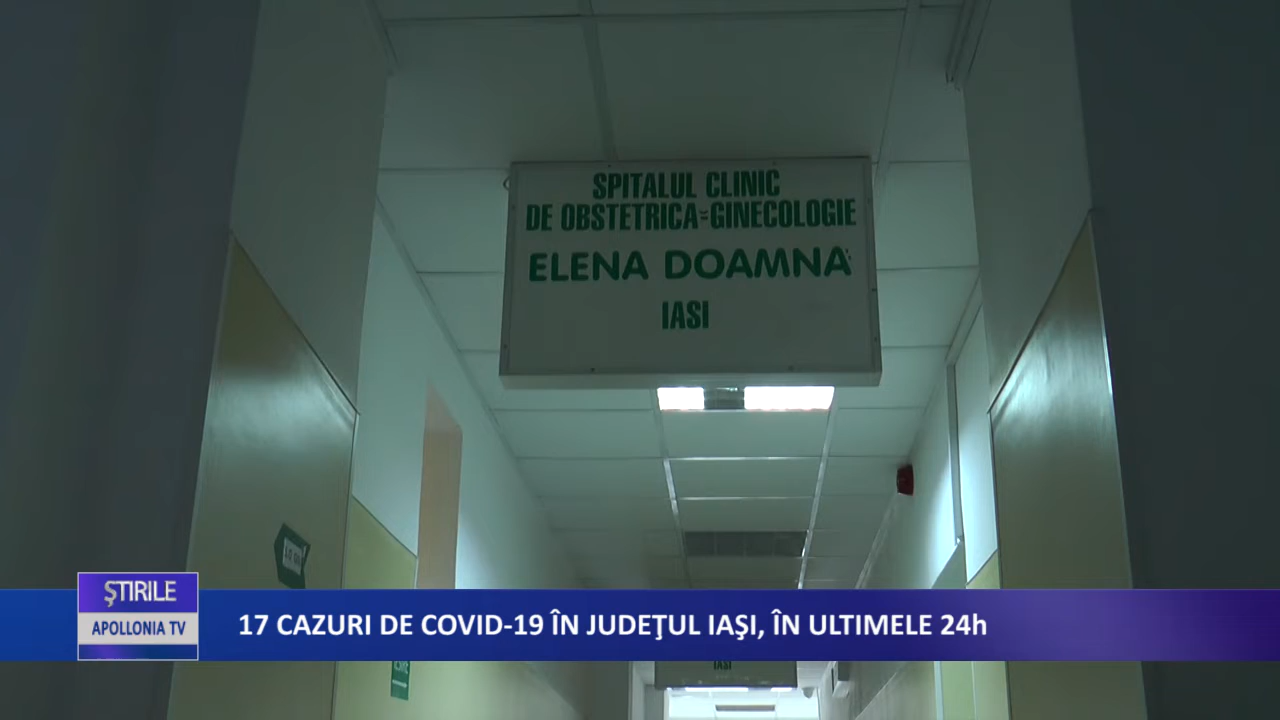 SPITALUL CLINIC
DE OBSTETRICA-GINECOLOGIE
ELENA DOAMNA
IASI
ŞTIRILE
APOLLONIA TV
17 CAZURI DE COVID-19 ÎN JUDEŢUL IAŞI, ÎN ULTIMELE 24h
IASI